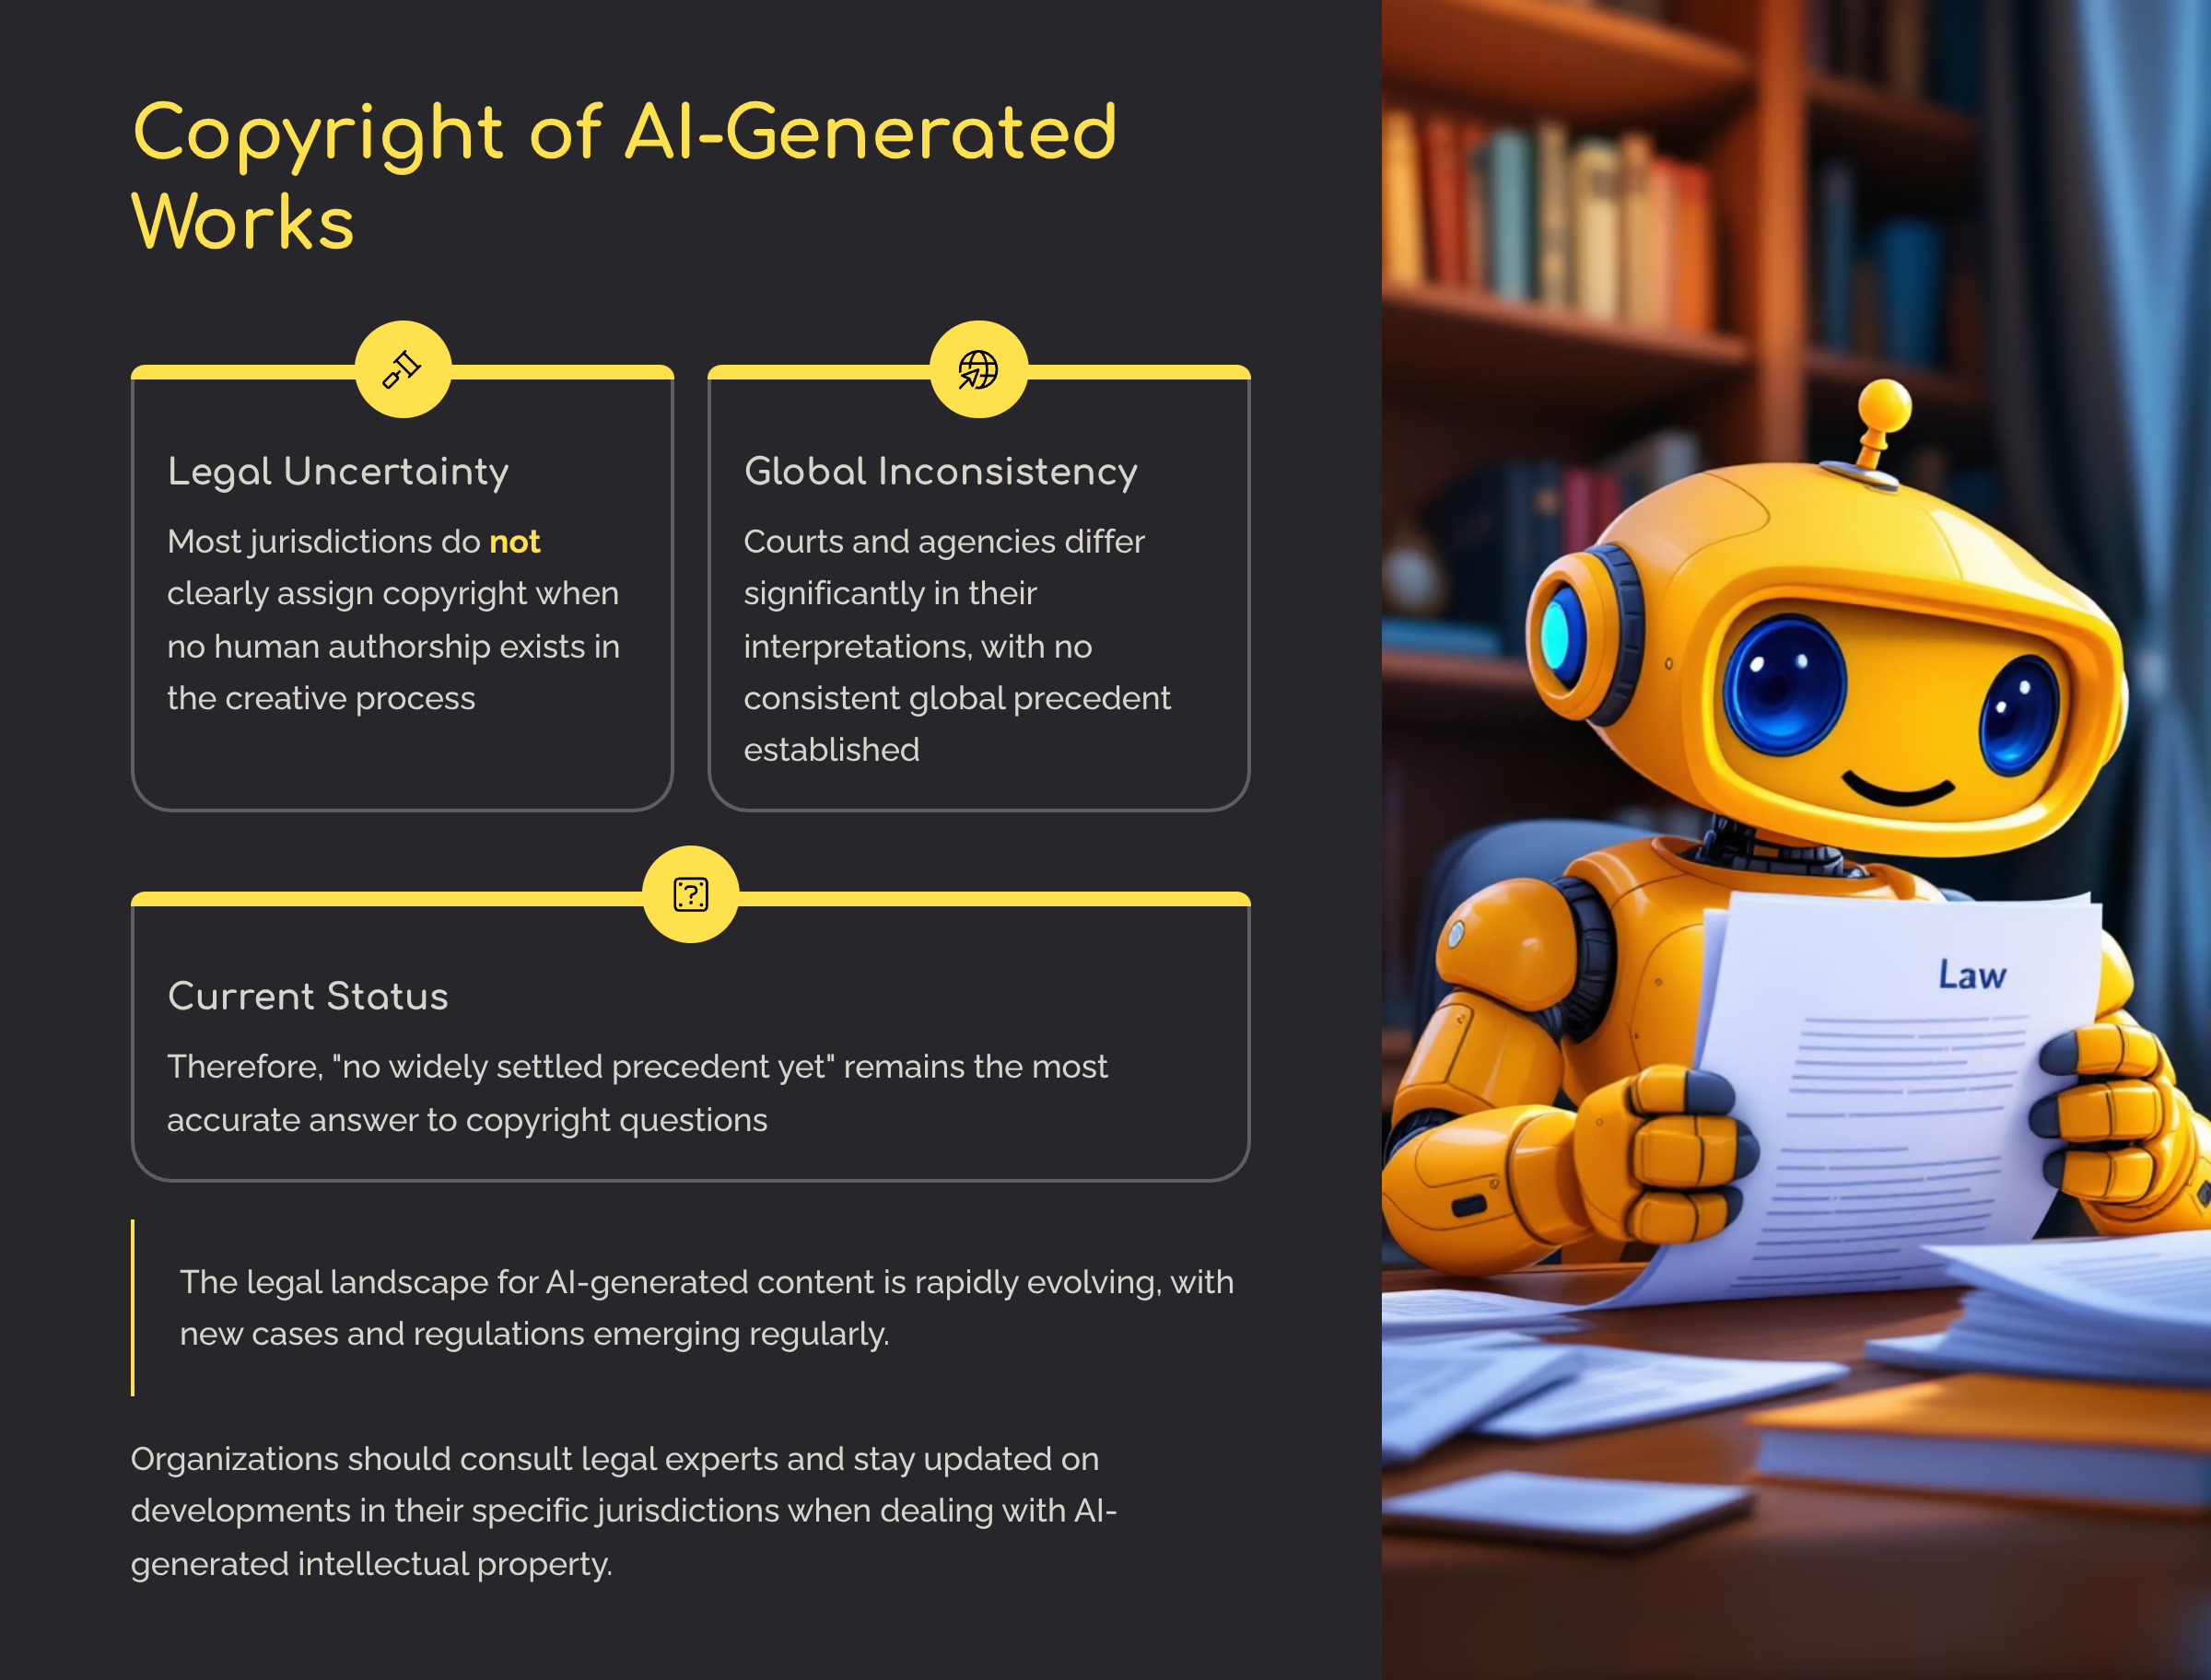 Copyright of AI-Generated
Works
Legal Uncertainty
Most jurisdictions do not
clearly assign copyright when
no human authorship exists in
the creative process
Global Inconsistency
Courts and agencies differ
significantly in their
interpretations, with no
consistent global precedent
established
Current Status
Therefore, "no widely settled precedent yet" remains the most
accurate answer to copyright questions
The legal landscape for AI-generated content is rapidly evolving, with
new cases and regulations emerging regularly.
Organizations should consult legal experts and stay updated on
developments in their specific jurisdictions when dealing with AI-
generated intellectual property.
Law